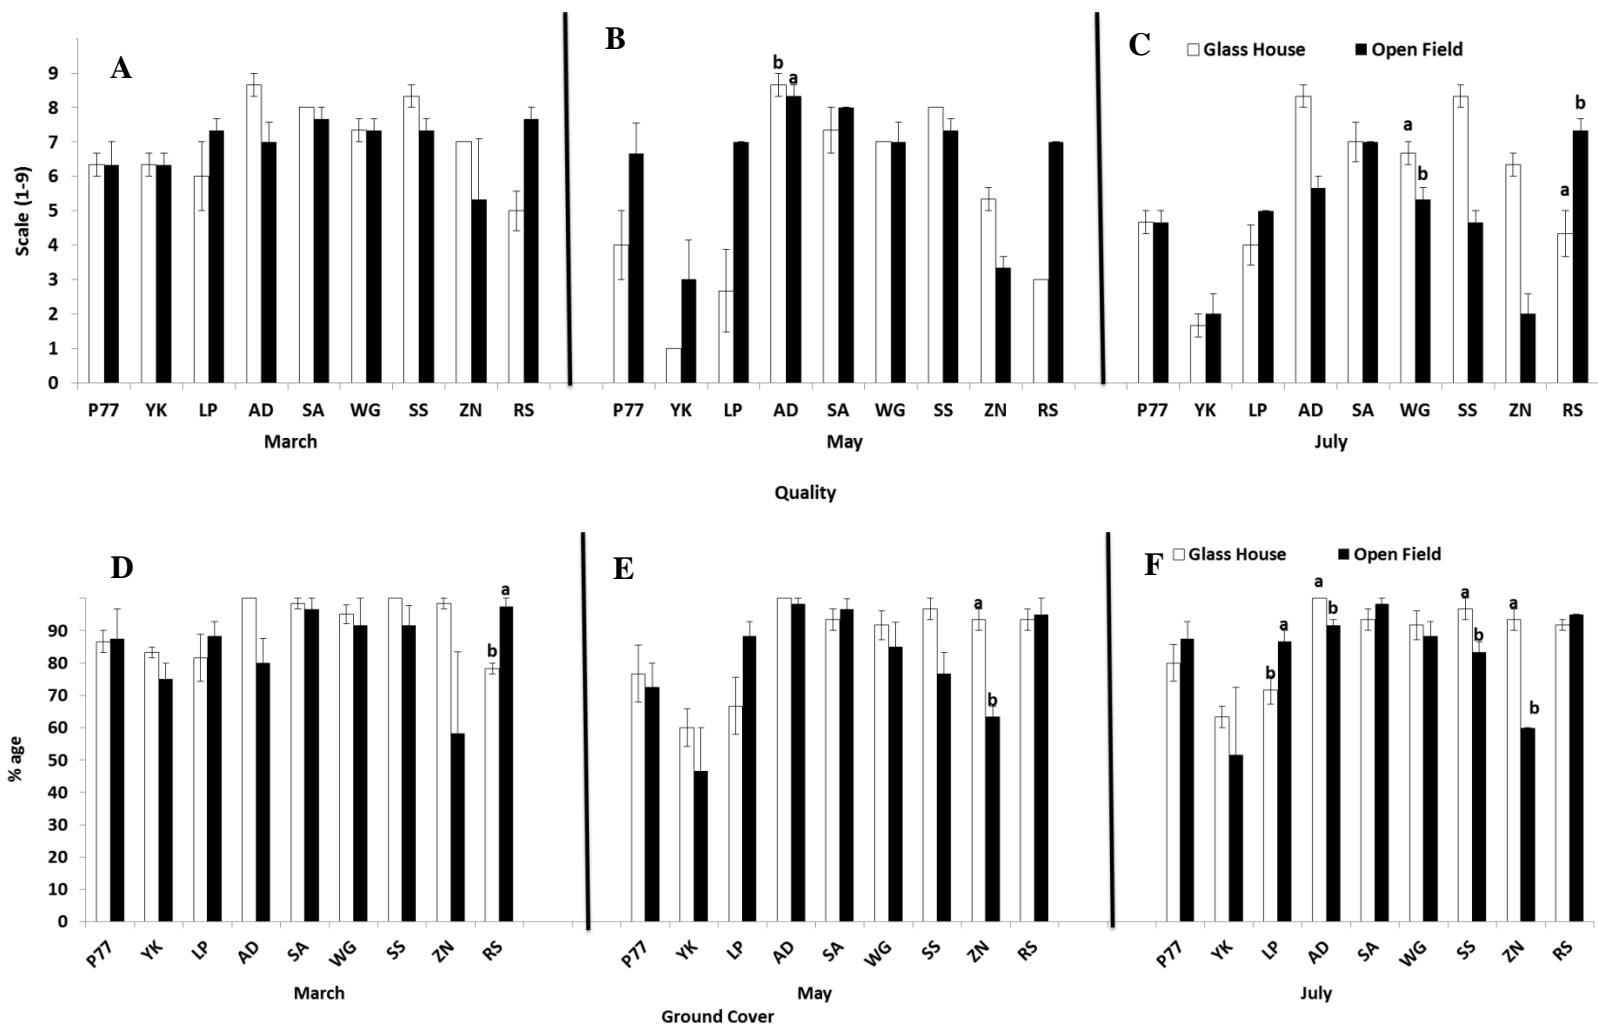 A
B
C
Glass House
Open Field
Scale (1-9)
9
8
7
6
5
4
3
2
1
0
b
a
a
b
a
b
P77 YK LP AD SA WG SS ZN RS
P77 YK LP AD SA WG SS ZN RS
P77 YK LP AD SA WG SS ZN RS
March
May
July
Quality
D
E
F
Glass House
Open Field
% age
90
80
70
60
50
40
30
20
10
0
b
a
a
b
b
a
a
b
a
b
a
b
P77 YK LP AD SA WG SS ZN RS
P77 YK LP AD SA WG SS ZN RS
P77 YK LP AD SA WG SS ZN RS
March
May
July
Ground Cover